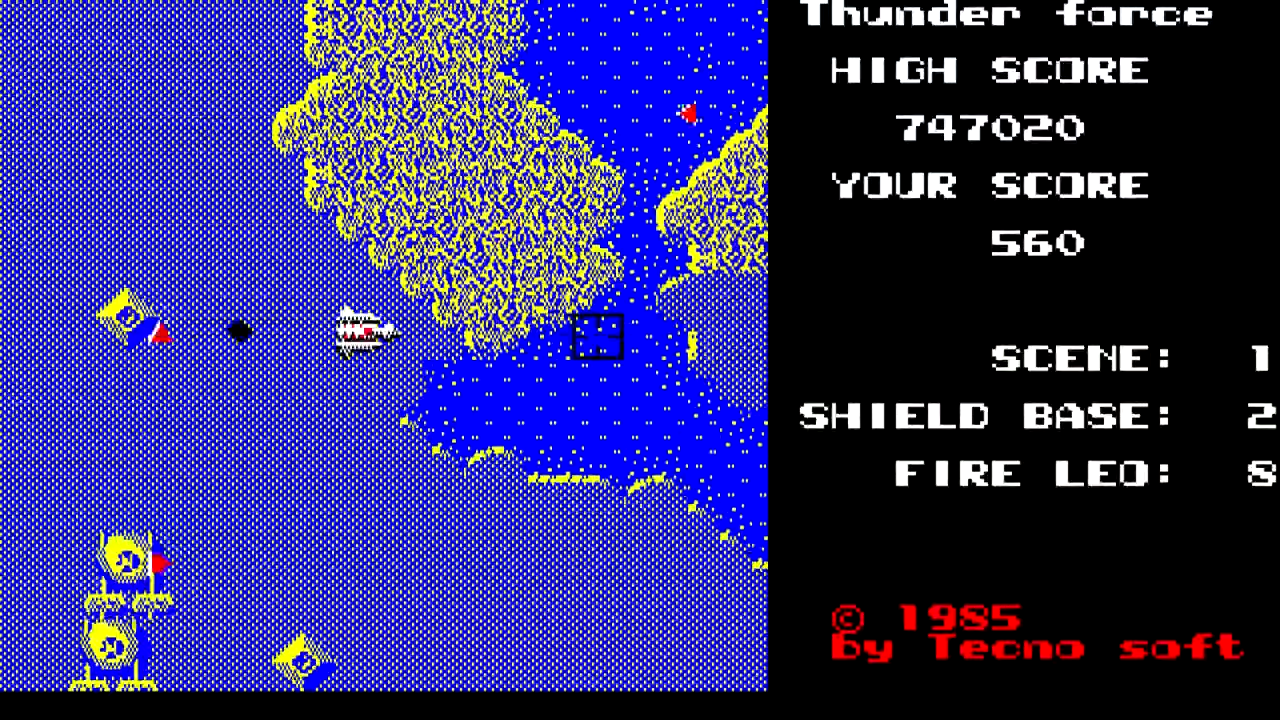 Thunder force
HIGH SCORE
747020
YOUR SCORE
560
SCENE: 1
SHIELD BASE: 2
FIRE LEO: 8
© 1985
by Tecno soft